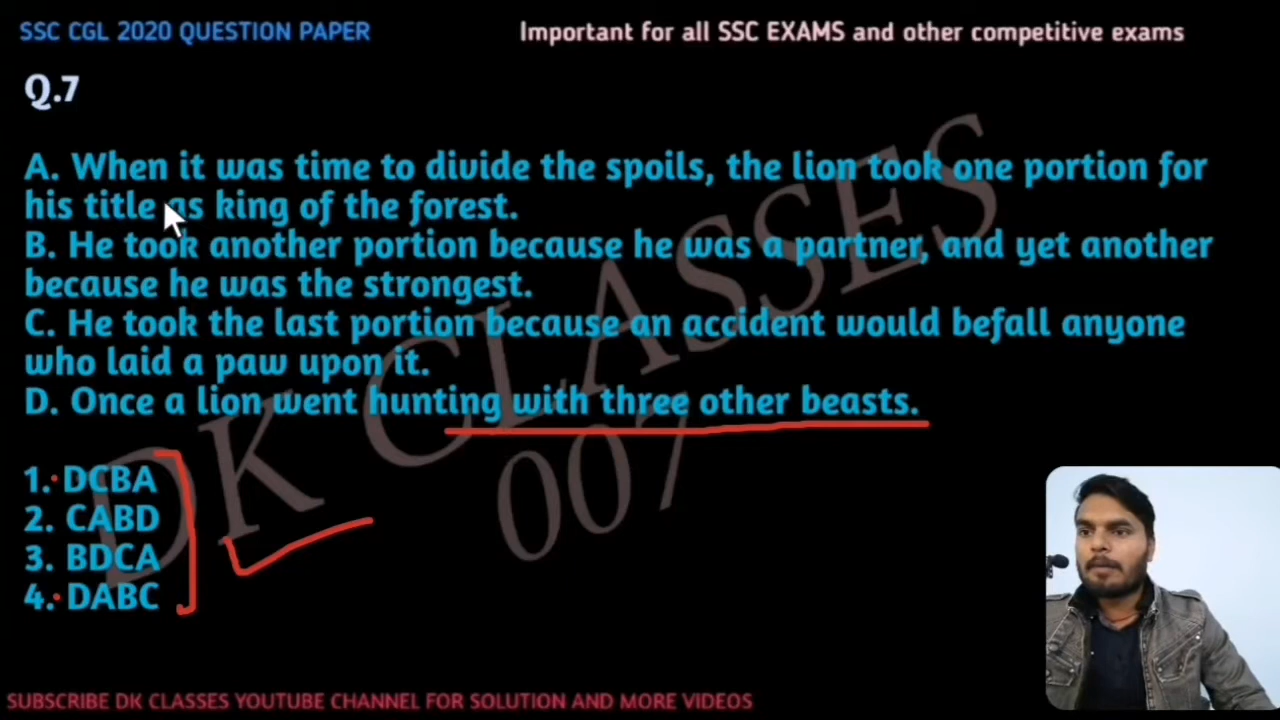 SSC CGL 2020 QUESTION PAPER
Important for all SSC EXAMS and other competitive exams
Q.7
A. When it was time to divide the spoils, the lion took one portion for
his title as king of the forest.
B. He took another portion because he was a partner, and yet another
because he was the strongest.
C. He took the last portion because an accident would befall anyone
who laid a paw upon it.
D. Once a lion went hunting with three other beasts.
1. DCBA
2. CABD
3. BDCA
4. DABC
DK CLASSES
007
SUBSCRIBE DK CLASSES YOUTUBE CHANNEL FOR SOLUTION AND MORE VIDEOS